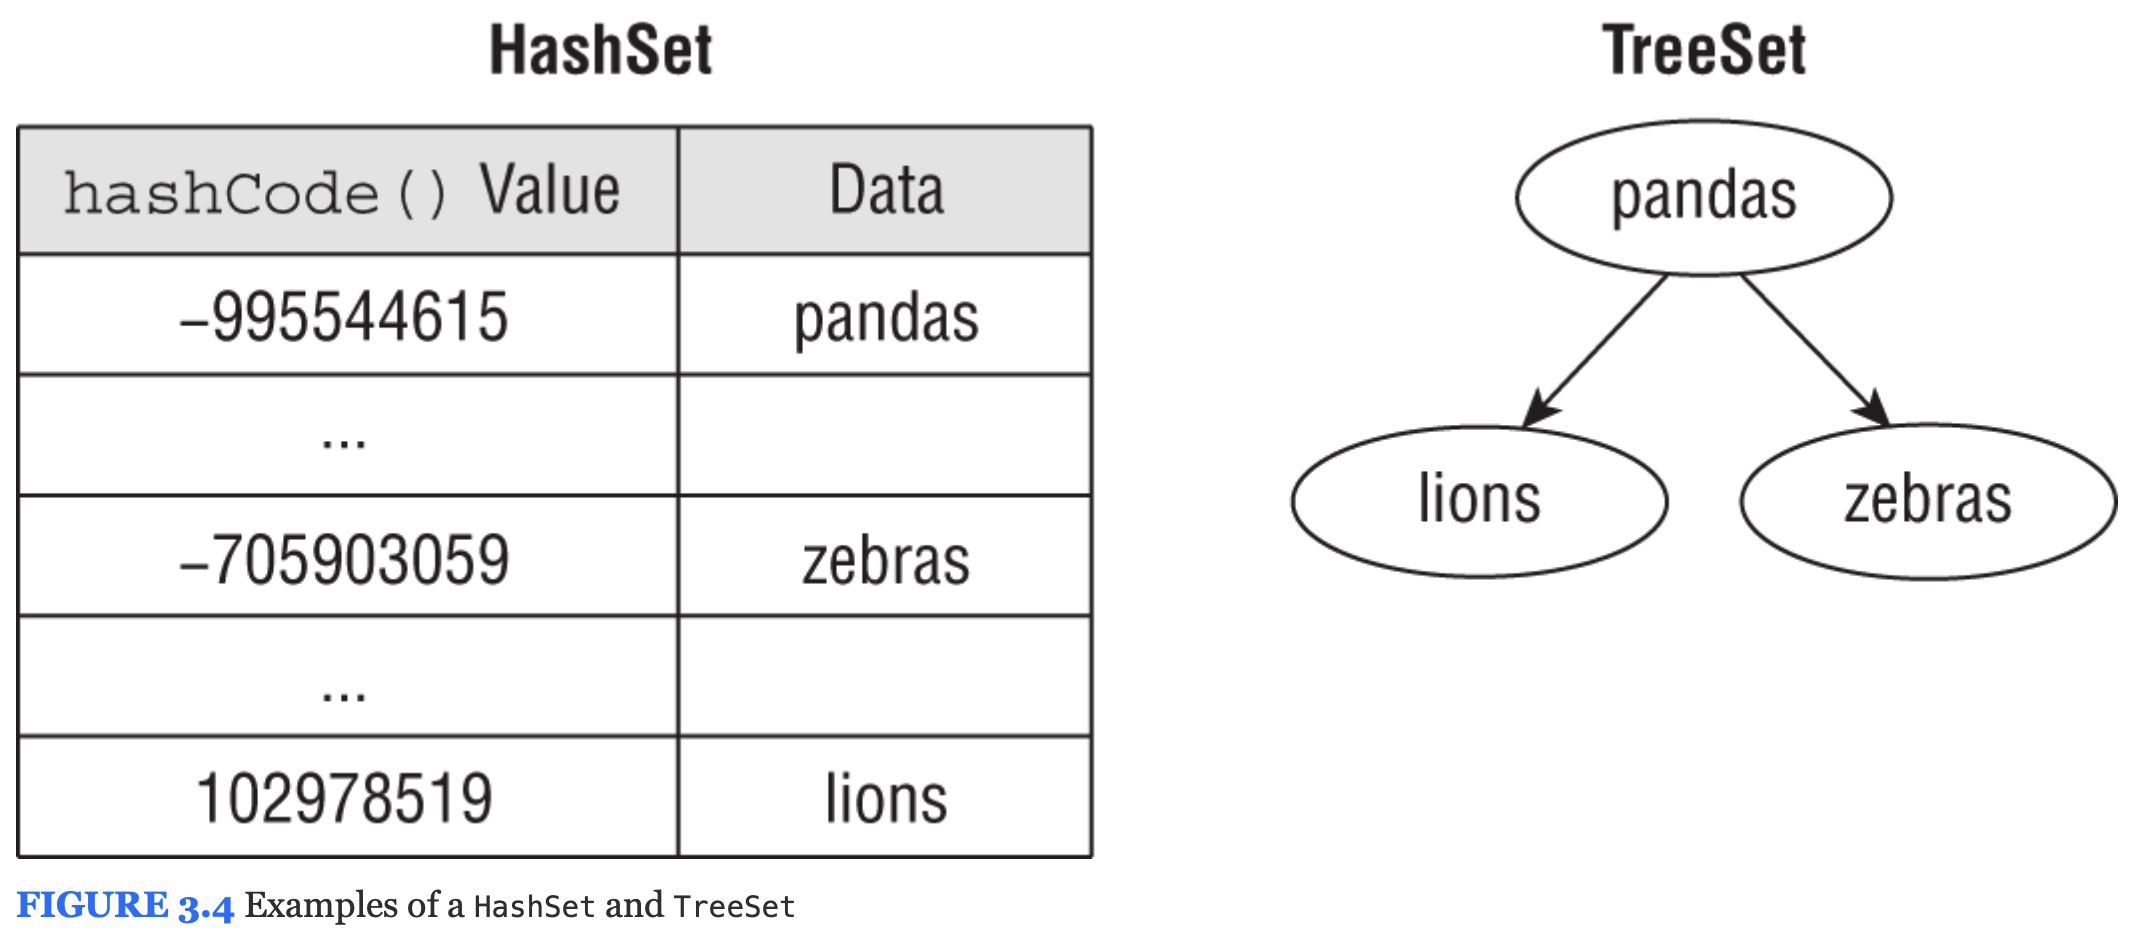 HashSet
hashCode() Value Data
–995544615 pandas
...
–705903059 zebras
...
102978519 lions
TreeSet
pandas
lions zebras
FIGURE 3.4 Examples of a HashSet and TreeSet